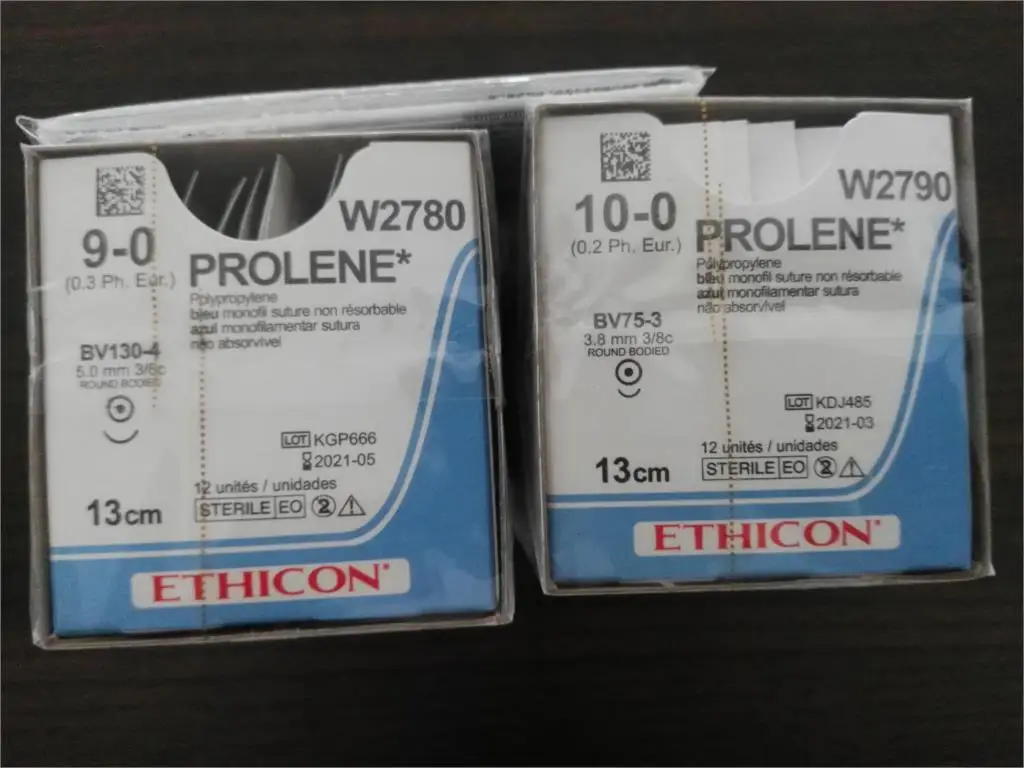 9-0
(0.3 Ph. Eur.)
W2780
PROLENE*
Polypropylene
bleu monofil suture non résorbable
azul monofilamentar sutura
não absorvível
BV130-4
5.0 mm 3/8c
ROUND BODIED
LOT KGP666
2021-05
12 unités / unidades
13cm
STERILE EO 2
ETHICON*
10-0
(0.2 Ph. Eur.)
W2790
PROLENE*
Polypropylene
bleu monofil suture non résorbable
azul monofilamentar sutura
não absorvível
BV75-3
3.8 mm 3/8c
ROUND BODIED
LOT KDJ485
2021-03
12 unités / unidades
13cm
STERILE EO 2
ETHICON*